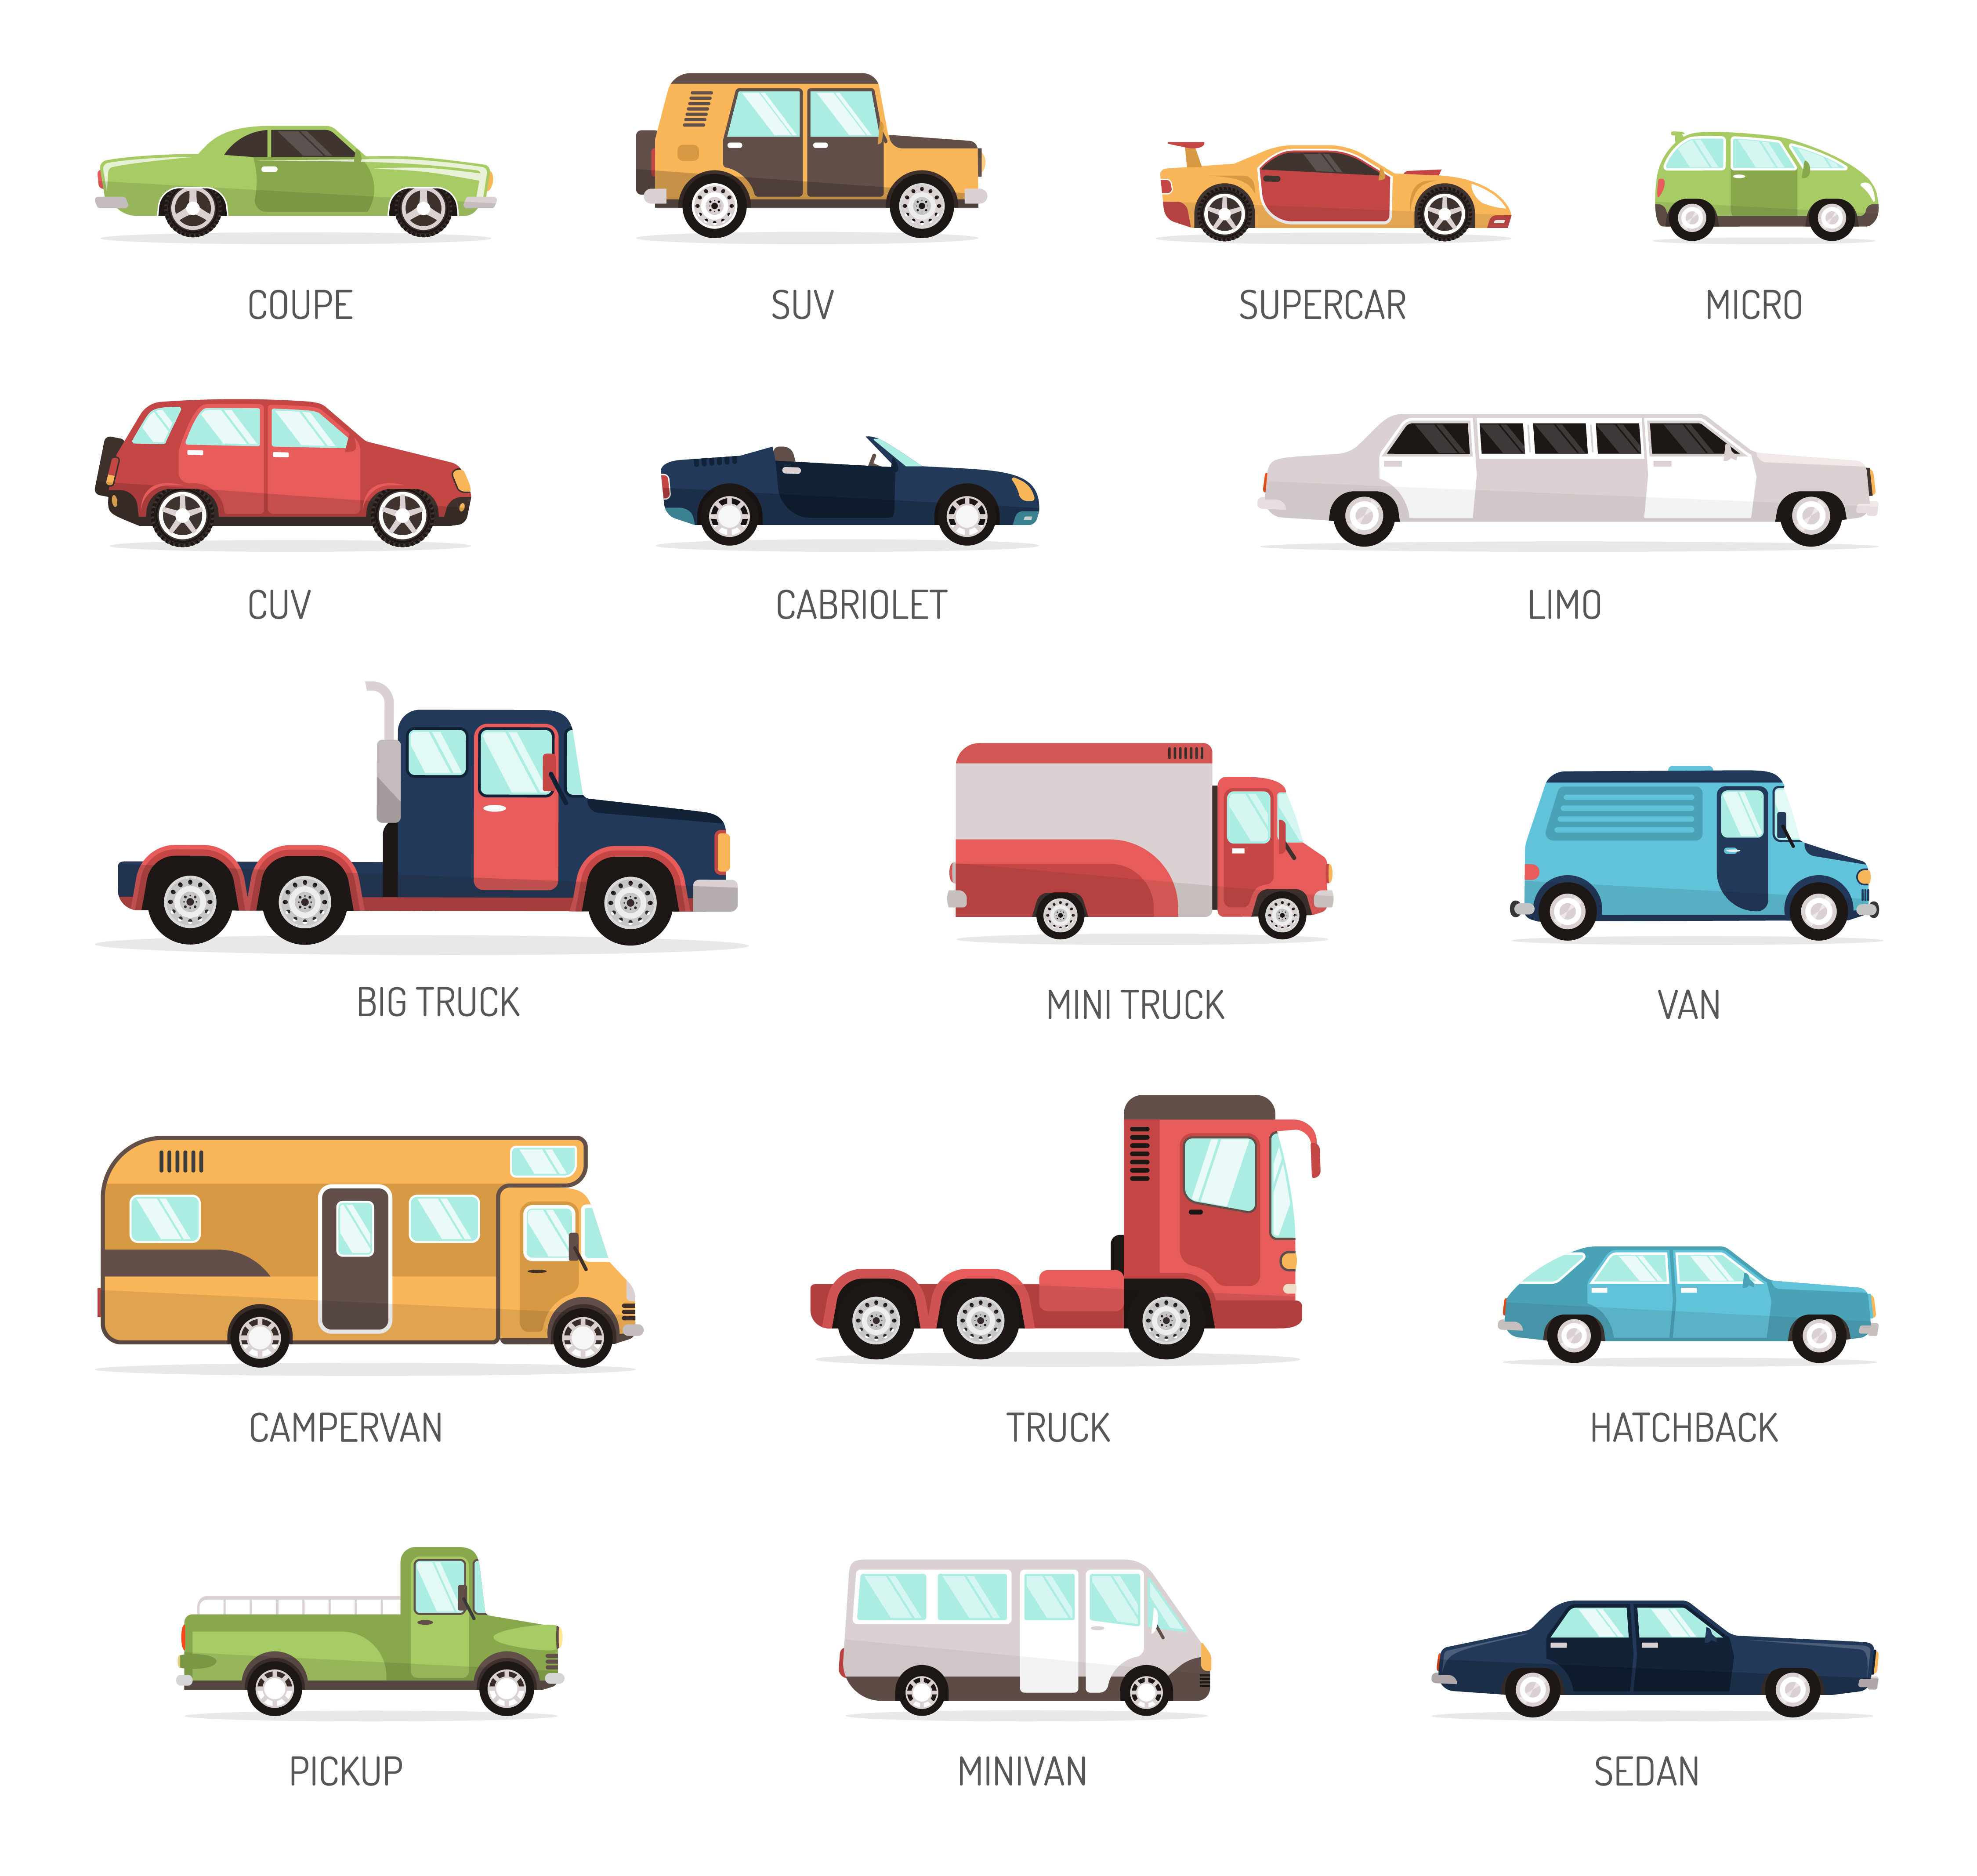 COUPE
SUV
SUPERCAR
MICRO
CUV
CABRIOLET
LIMO
BIG TRUCK
MINI TRUCK
VAN
CAMPERVAN
TRUCK
HATCHBACK
PICKUP
MINIVAN
SEDAN